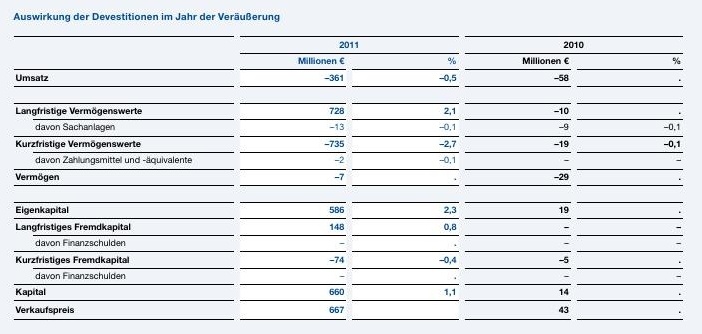 Auswirkung der Devestitionen im Jahr der Veräußerung
2011 2010
Millionen € % Millionen € %
Umsatz –361 –0,5 –58 .
Langfristige Vermögenswerte 728 2,1 –10 .
davon Sachanlagen –13 –0,1 –9 –0,1
Kurzfristige Vermögenswerte –735 –2,7 –19 –0,1
davon Zahlungsmittel und -äquivalente –2 –0,1 – –
Vermögen –7 . –29 .
Eigenkapital 586 2,3 19 .
Langfristiges Fremdkapital 148 0,8 – –
davon Finanzschulden – . – –
Kurzfristiges Fremdkapital –74 –0,4 –5 .
davon Finanzschulden – . – –
Kapital 660 1,1 14 .
Verkaufspreis 667 43 .